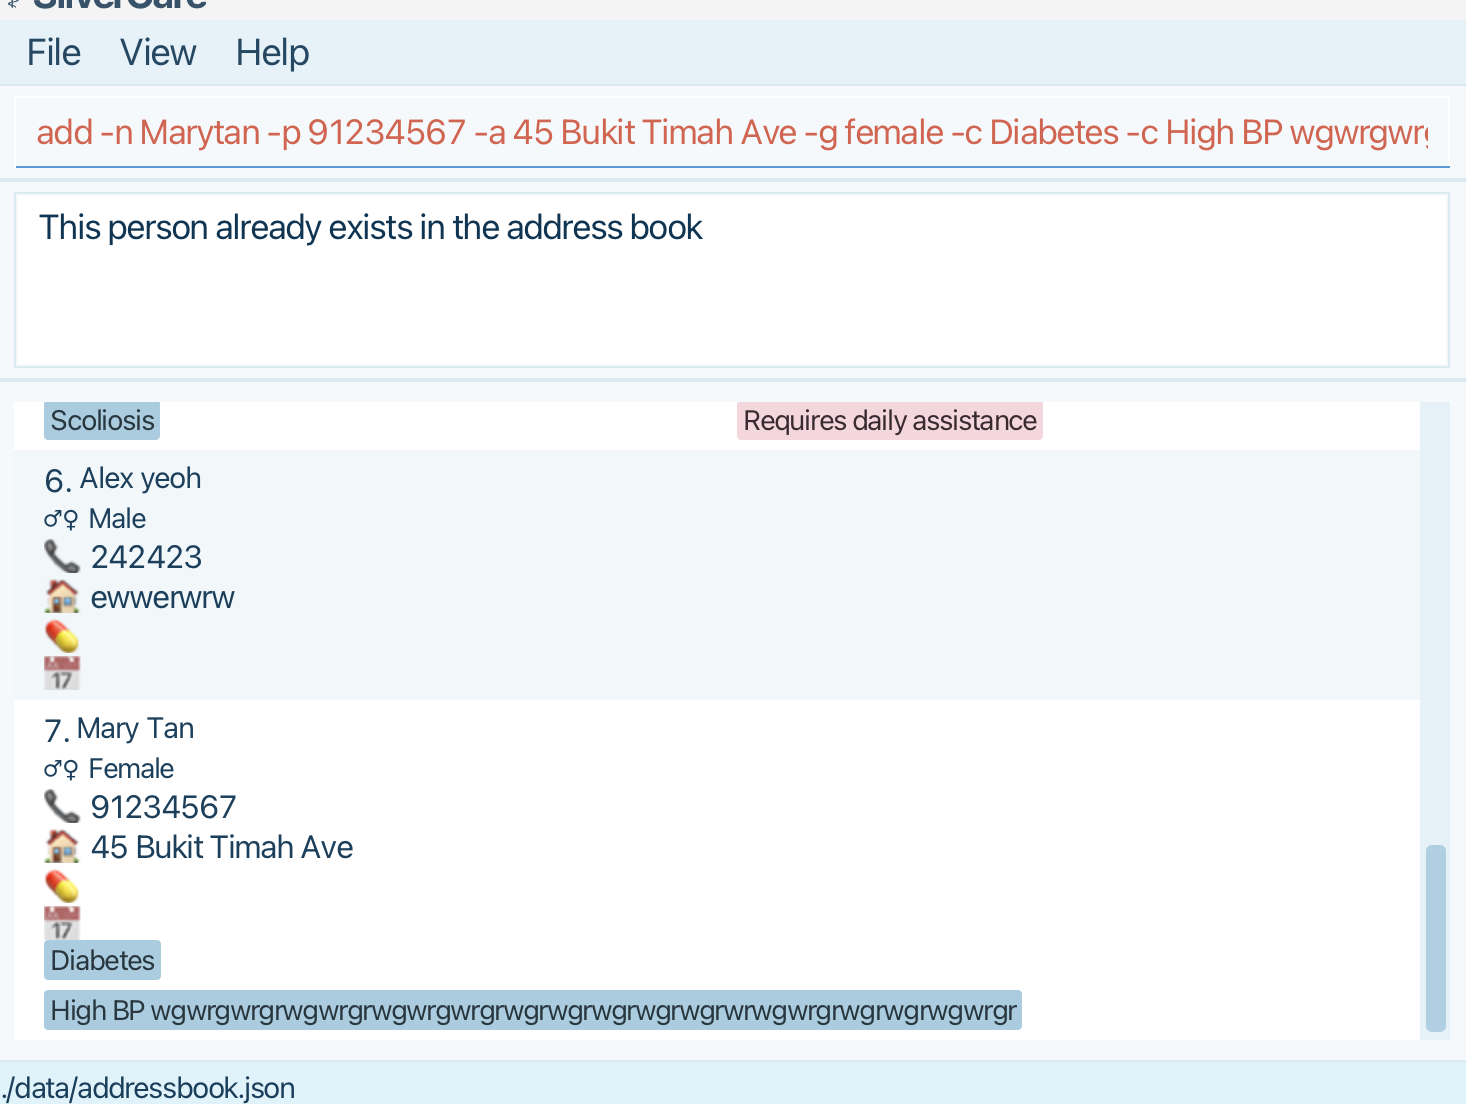 SilverCare
File View Help
add -n Marytan -p 91234567 -a 45 Bukit Timah Ave -g female -c Diabetes -c High BP wgwrgwr
This person already exists in the address book
Scoliosis Requires daily assistance
6. Alex yeoh
♂♀ Male
242423
ewwerwrw
17
7. Mary Tan
♂♀ Female
91234567
45 Bukit Timah Ave
17
Diabetes
High BP wgwrgwrgrwgwrgrwgwrgwrgrwgrwgrwgrwgrwgrwrwgwrgrwgrwgrwgwrgr
./data/addressbook.json